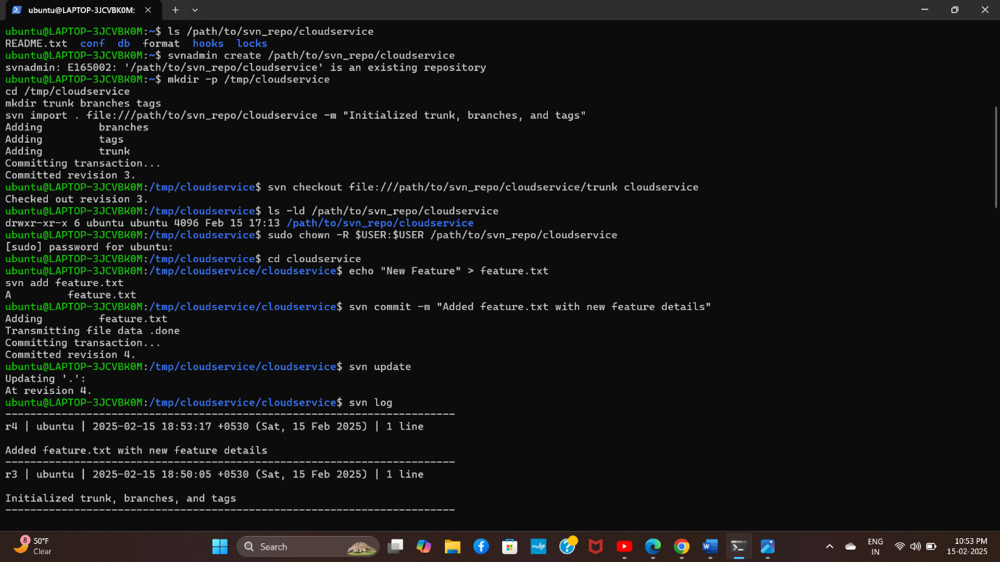 ubuntu@LAPTOP-3JCVBK0M:
ubuntu@LAPTOP-3JCVBK0M:~$ ls /path/to/svn_repo/cloudservice
README.txt  conf  db  format  hooks  locks
ubuntu@LAPTOP-3JCVBK0M:~$ svnadmin create /path/to/svn_repo/cloudservice
svnadmin: E165002: '/path/to/svn_repo/cloudservice' is an existing repository
ubuntu@LAPTOP-3JCVBK0M:~$ mkdir -p /tmp/cloudservice
cd /tmp/cloudservice
mkdir trunk branches tags
svn import . file:///path/to/svn_repo/cloudservice -m "Initialized trunk, branches, and tags"
Adding         branches
Adding         tags
Adding         trunk
Committing transaction...
Committed revision 3.
ubuntu@LAPTOP-3JCVBK0M:/tmp/cloudservice$ svn checkout file:///path/to/svn_repo/cloudservice/trunk cloudservice
Checked out revision 3.
ubuntu@LAPTOP-3JCVBK0M:/tmp/cloudservice$ ls -ld /path/to/svn_repo/cloudservice
drwxr-xr-x 6 ubuntu ubuntu 4096 Feb 15 17:13 /path/to/svn_repo/cloudservice
ubuntu@LAPTOP-3JCVBK0M:/tmp/cloudservice$ sudo chown -R $USER:$USER /path/to/svn_repo/cloudservice
[sudo] password for ubuntu:
ubuntu@LAPTOP-3JCVBK0M:/tmp/cloudservice$ cd cloudservice
ubuntu@LAPTOP-3JCVBK0M:/tmp/cloudservice/cloudservice$ echo "New Feature" > feature.txt
svn add feature.txt
A         feature.txt
ubuntu@LAPTOP-3JCVBK0M:/tmp/cloudservice/cloudservice$ svn commit -m "Added feature.txt with new feature details"
Adding         feature.txt
Transmitting file data .done
Committing transaction...
Committed revision 4.
ubuntu@LAPTOP-3JCVBK0M:/tmp/cloudservice/cloudservice$ svn update
Updating '.':
At revision 4.
ubuntu@LAPTOP-3JCVBK0M:/tmp/cloudservice/cloudservice$ svn log
------------------------------------------------------------------------
r4 | ubuntu | 2025-02-15 18:53:17 +0530 (Sat, 15 Feb 2025) | 1 line
Added feature.txt with new feature details
------------------------------------------------------------------------
r3 | ubuntu | 2025-02-15 18:50:05 +0530 (Sat, 15 Feb 2025) | 1 line
Initialized trunk, branches, and tags
------------------------------------------------------------------------
8
50°F
Clear
Search
myhp
ENG
IN
10:53 PM
15-02-2025